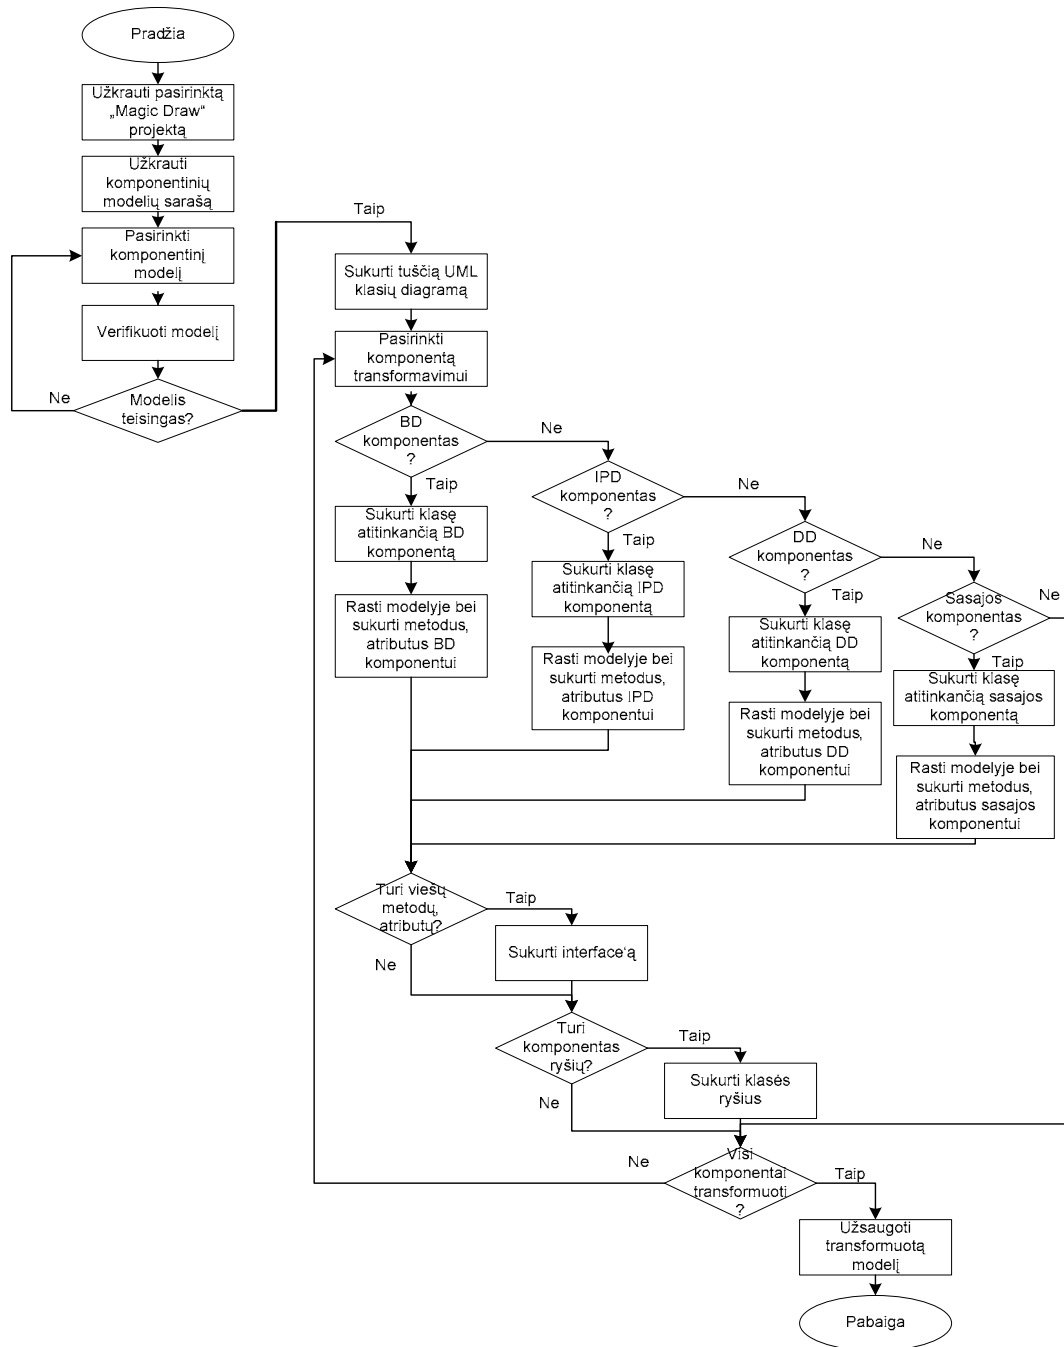 Pradžia
Užkrauti pasirinktą
„Magic Draw“
projektą
Užkrauti
komponentinių
modelių sarašą
Pasirinkti
komponentinį
modelį
Verifikuoti modelį
Modelis
teisingas?
Ne
Taip
Sukurti tuščią UML
klasių diagramą
Pasirinkti
komponentą
transformavimui
BD
komponentas
?
Ne
Taip
Sukurti klasę
atitinkančią BD
komponentą
Rasti modelyje bei
sukurti metodus,
atributus BD
komponentui
IPD
komponentas
?
Ne
Taip
Sukurti klasę
atitinkančią IPD
komponentą
Rasti modelyje bei
sukurti metodus,
atributus IPD
komponentui
DD
komponentas
?
Ne
Taip
Sukurti klasę
atitinkančią DD
komponentą
Rasti modelyje bei
sukurti metodus,
atributus DD
komponentui
Sasajos
komponentas
?
Ne
Taip
Sukurti klasę
atitinkančią sasajos
komponentą
Rasti modelyje bei
sukurti metodus,
atributus sasajos
komponentui
Turi viešų
metodų,
atributų?
Taip
Ne
Sukurti interface‘ą
Turi
komponentas
ryšių?
Taip
Ne
Sukurti klasės
ryšius
Visi
komponentai
transformuoti
?
Ne
Taip
Užsaugoti
transformuotą
modelį
Pabaiga